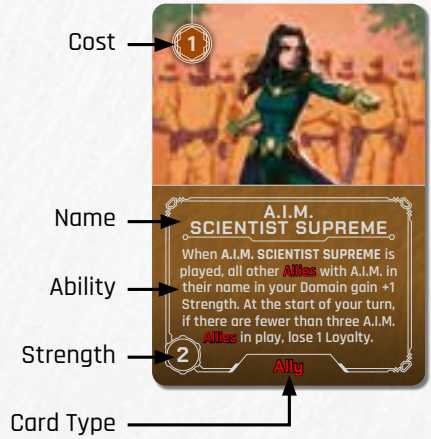 Cost
1
Name
A.I.M.
SCIENTIST SUPREME
When A.I.M. SCIENTIST SUPREME is
played, all other Allies with A.I.M. in
Ability
their name in your Domain gain +1
Strength. At the start of your turn,
if there are fewer than three A.I.M.
Allies in play, lose 1 Loyalty.
Strength
2
Ally
Card Type